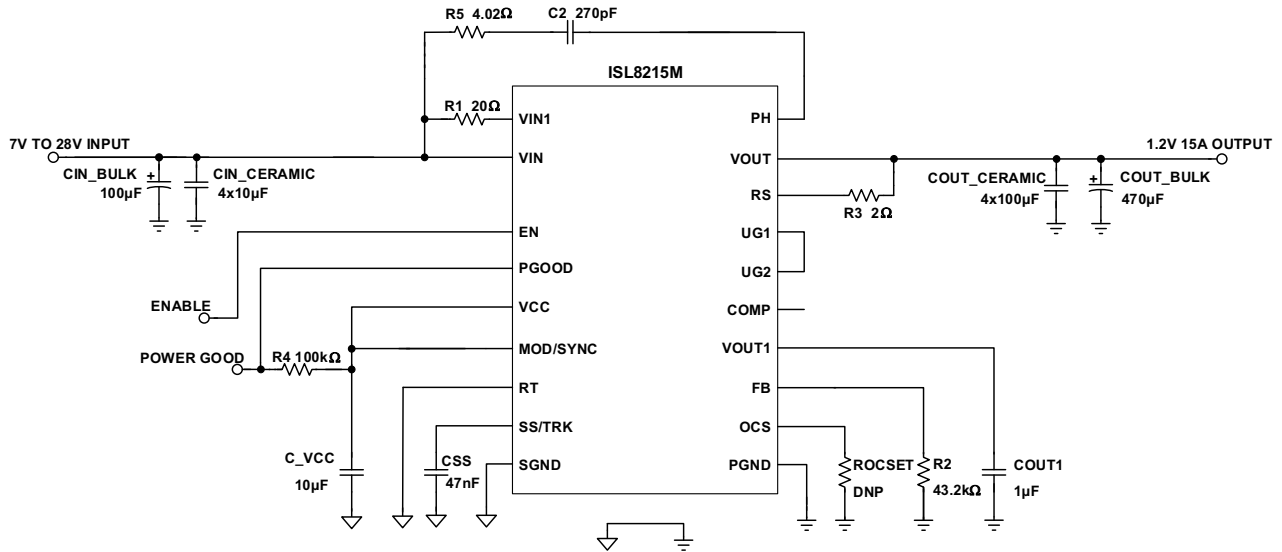 R5 4.02Ω
C2 270pF
ISL8215M
R1 20Ω
VIN1
PH
7V TO 28V INPUT
VIN
VOUT
1.2V 15A OUTPUT
CIN_BULK
100µF
+
CIN_CERAMIC
4x10µF
RS
R3 2Ω
COUT_CERAMIC
4x100µF
+
COUT_BULK
470µF
EN
UG1
PGOOD
UG2
ENABLE
VCC
COMP
POWER GOOD
R4 100kΩ
MOD/SYNC
VOUT1
RT
FB
SS/TRK
OCS
C_VCC
10µF
CSS
47nF
SGND
PGND
ROCSET
DNP
R2
43.2kΩ
COUT1
1µF